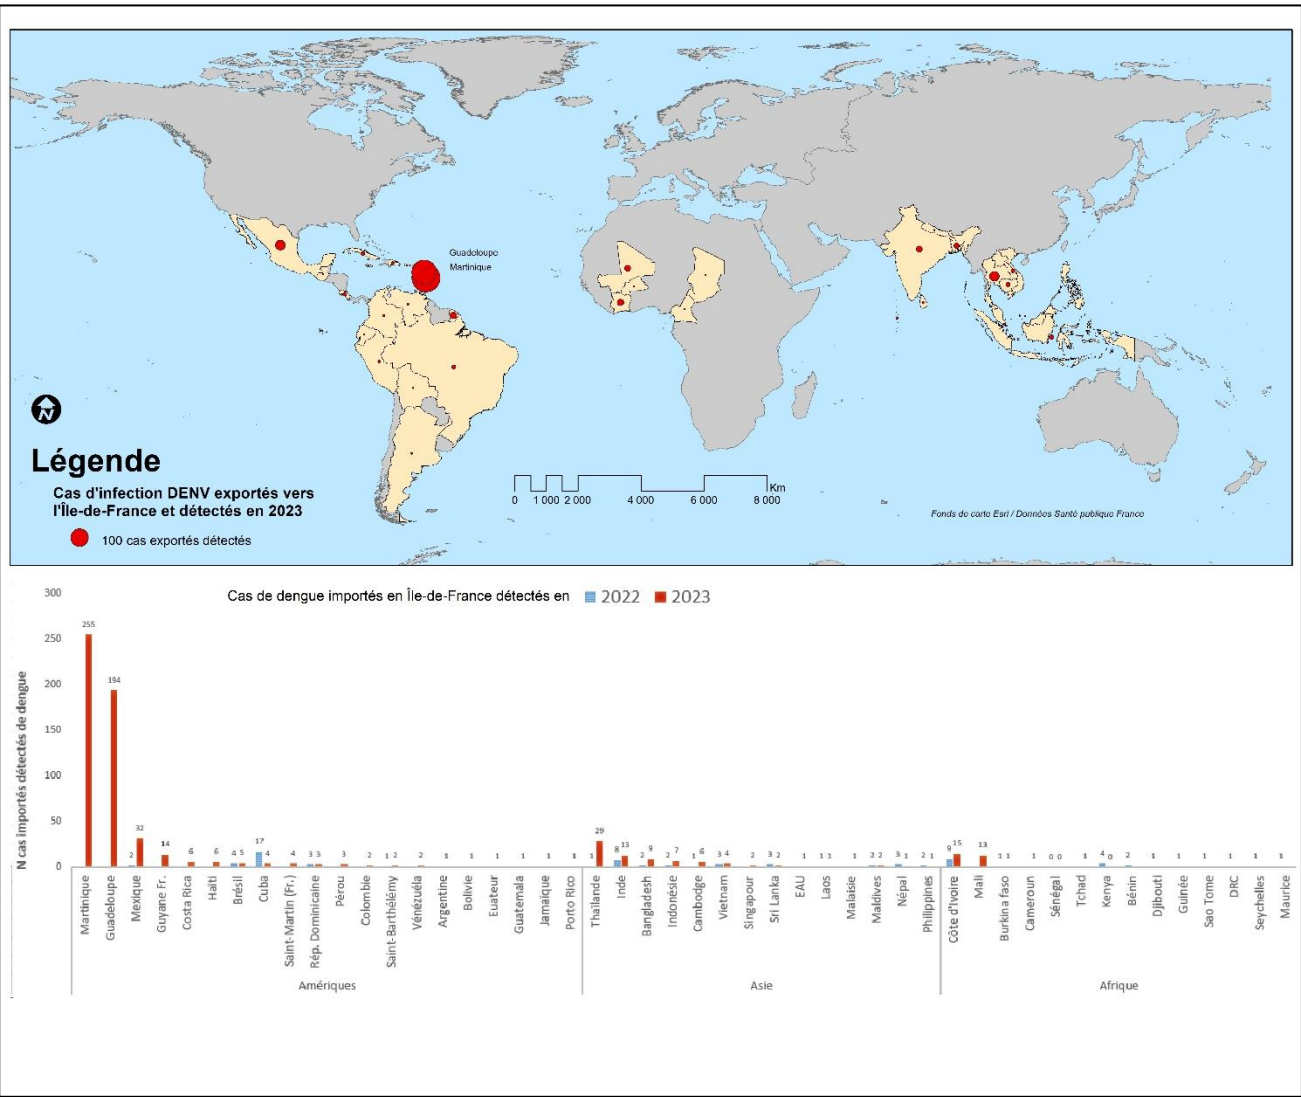 Guadeloupe
Martinique
N
Légende
Cas d'infection DENV exportés vers
l'Île-de-France et détectés en 2023
100 cas exportés détectés
Km
0 1 000 2 000 4 000 6 000 8 000
Fonds de carte Esri / Données Santé publique France
Cas de dengue importés en Île-de-France détectés en 2022 2023
N cas importés détectés de dengue
300
250
200
150
100
50
0
255
194
2 32
14
6
6
4 5
17 4
4
3 3
3
2
1 2
2
1
1
1
1
1
1
1 29
8 13
2 9
2 7
1 6
3 4
2
3 2
1
1 1
1
2 2
3 1
2 1
9 15
13
1 1
1
0 0
1
4 0
2
1
1
1
1
1
1
Martinique
Guadeloupe
Mexique
Guyane Fr.
Costa Rica
Haïti
Brésil
Cuba
Saint-Martin (Fr.)
Rép. Dominicaine
Pérou
Colombie
Saint-Barthélémy
Vénézuéla
Argentine
Bolivie
Euateur
Guatemala
Jamaique
Porto Rico
Thaïlande
Inde
Bangladesh
Indonésie
Cambodge
Vietnam
Singapour
Sri Lanka
EAU
Laos
Malaisie
Maldives
Népal
Philippines
Côte d'Ivoire
Mali
Burkina faso
Cameroun
Sénégal
Tchad
Kenya
Bénin
Djibouti
Guinée
Sao Tome
DRC
Seychelles
Maurice
Amériques
Asie
Afrique